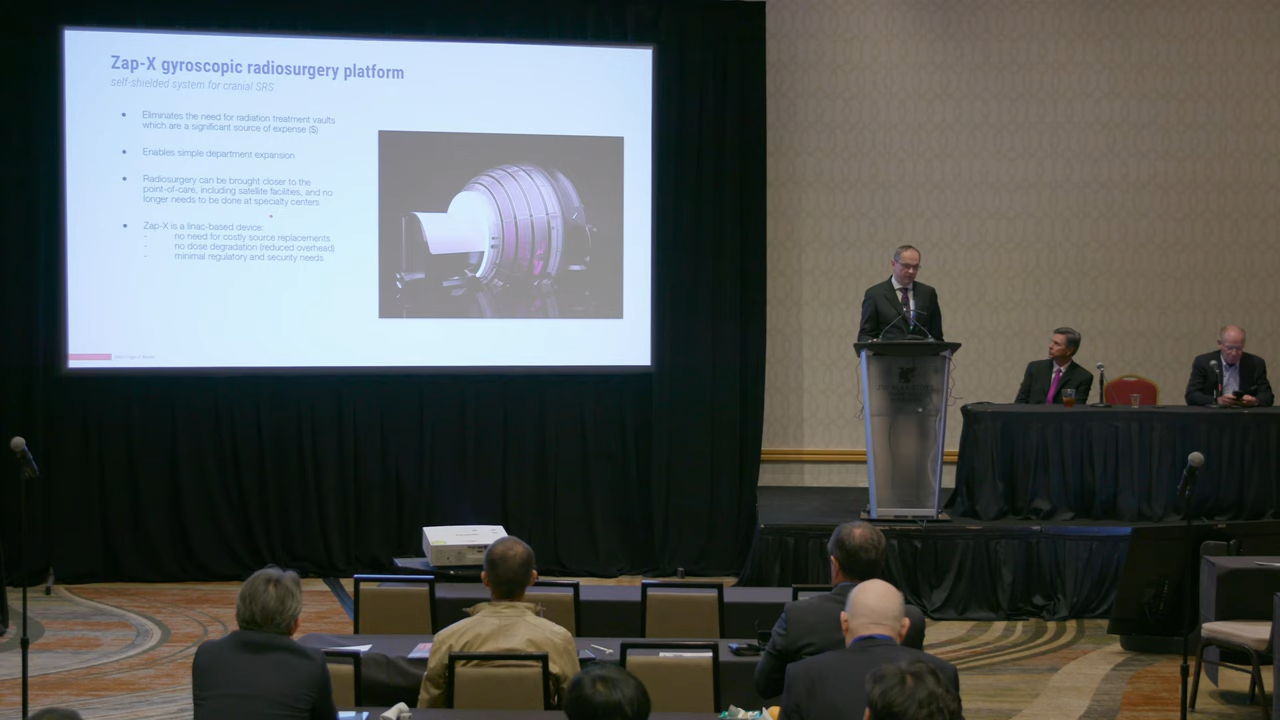 Zap-X gyroscopic radiosurgery platform
self-shielded system for cranial SRS
• Eliminates the need for radiation treatment vaults
which are a significant source of expense ($)
• Enables simple department expansion
• Radiosurgery can be brought closer to the
point-of-care, including satellite facilities, and no
longer needs to be done at specialty centers
• Zap-X is a linac-based device:
- no need for costly source replacements
- no dose degradation (reduced overhead)
- minimal regulatory and security needs